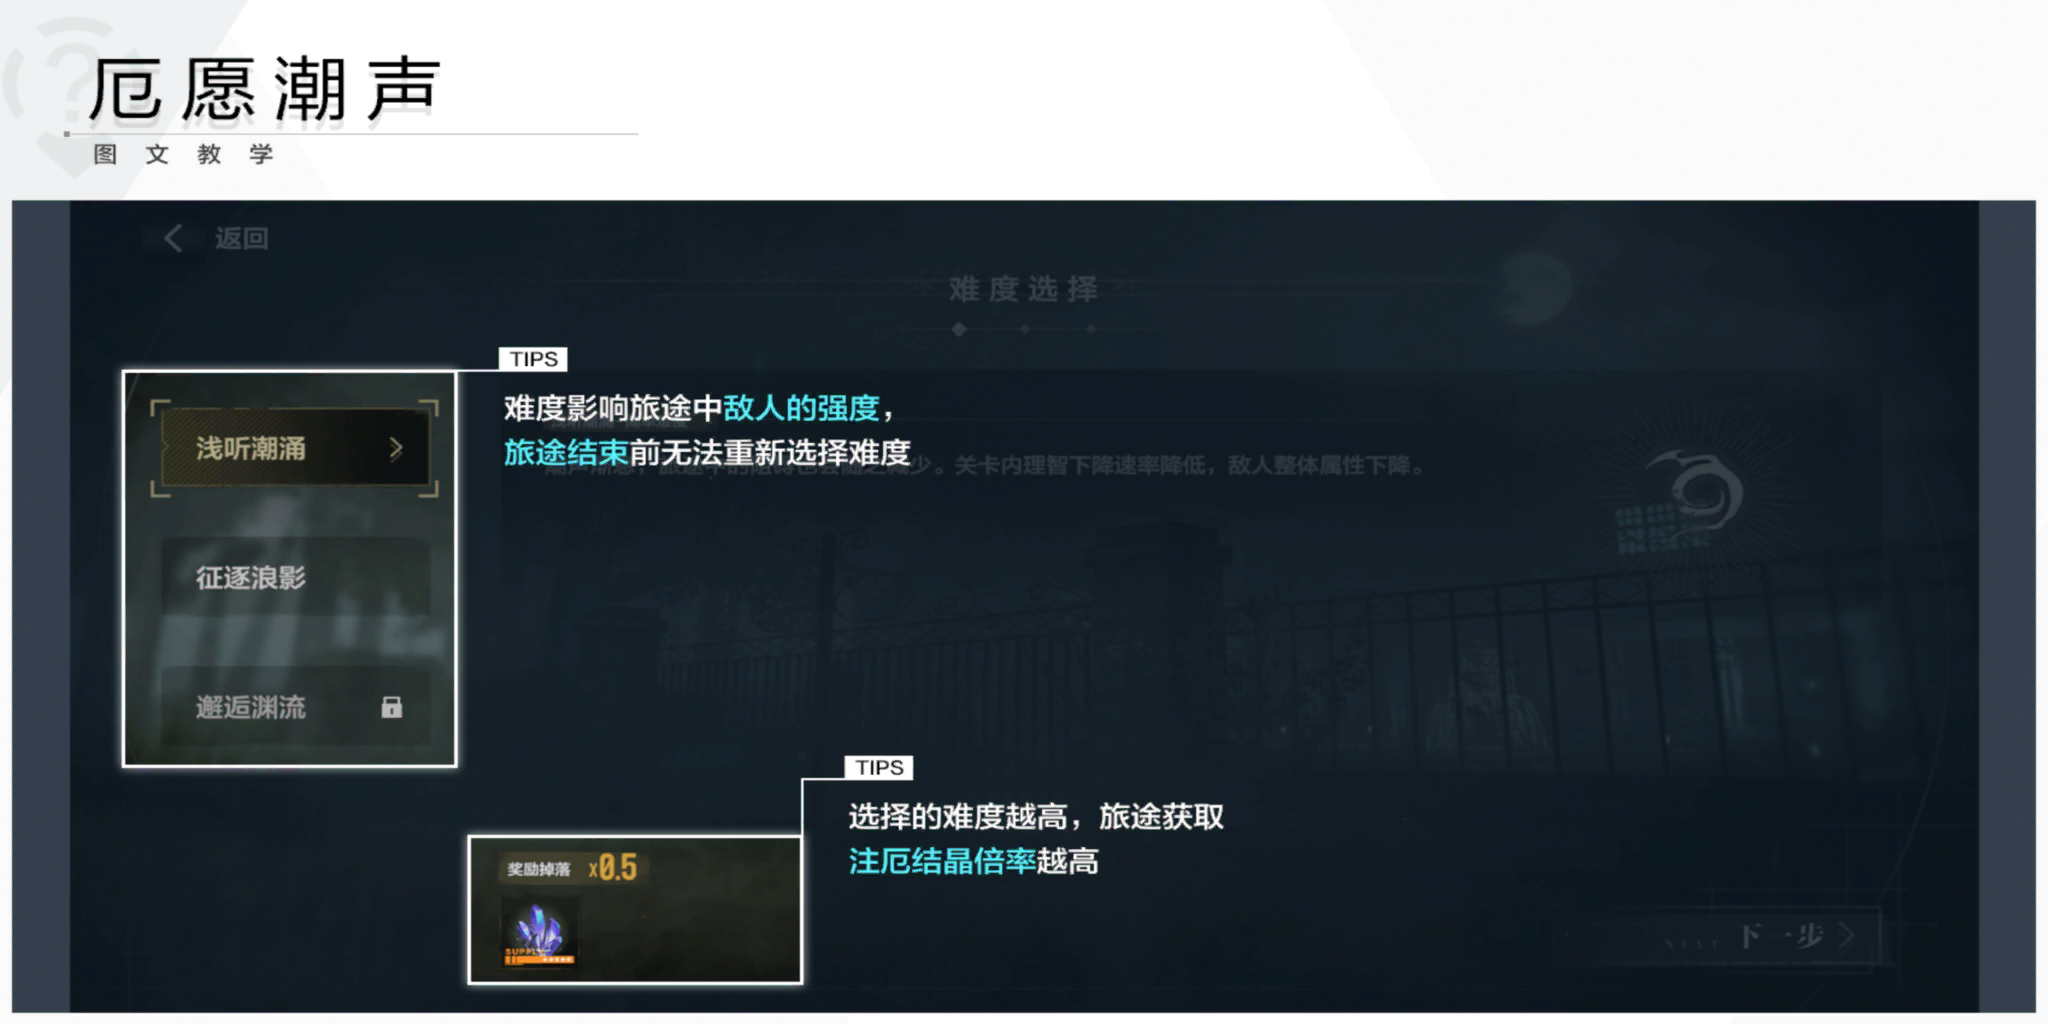 厄愿潮声
图文教学
返回
难度选择
TIPS
难度影响旅途中敌人的强度，
旅途结束前无法重新选择难度
少。关卡内理智下降速率降低，敌人整体属性下降。
浅听潮涌
征逐浪影
邂逅渊流
TIPS
选择的难度越高，旅途获取
注厄结晶倍率越高
奖励掉落 x0.5
NEXT 下一步